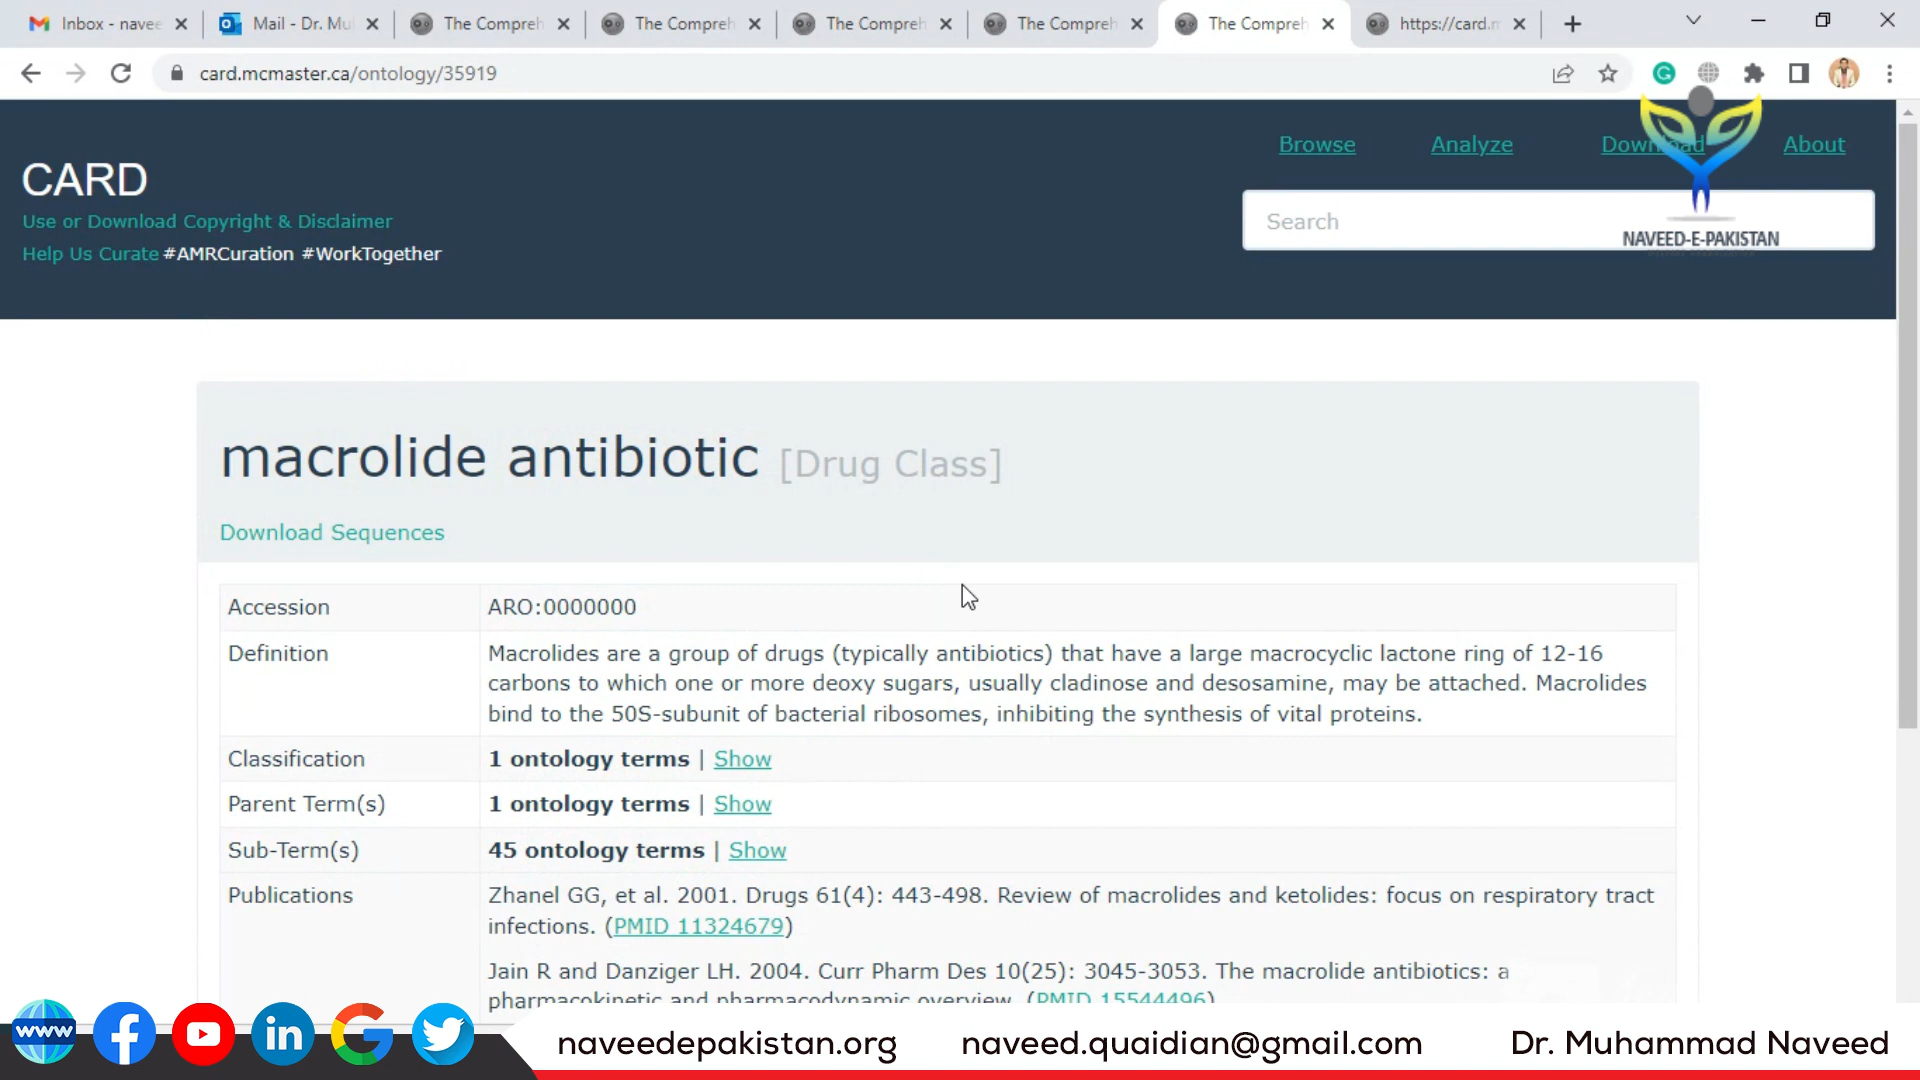 Inbox - navee
Mail - Dr. Mu
The Compreh
The Compreh
The Compreh
The Compreh
The Compreh
https://card.m
card.mcmaster.ca/ontology/35919
Browse
Analyze
Download
About
CARD
Use or Download Copyright & Disclaimer
Help Us Curate #AMRCuration #WorkTogether
Search
NAVEED-E-PAKISTAN
macrolide antibiotic [Drug Class]
Download Sequences
Accession
ARO:0000000
Definition
Macrolides are a group of drugs (typically antibiotics) that have a large macrocyclic lactone ring of 12-16
carbons to which one or more deoxy sugars, usually cladinose and desosamine, may be attached. Macrolides
bind to the 50S-subunit of bacterial ribosomes, inhibiting the synthesis of vital proteins.
Classification
1 ontology terms | Show
Parent Term(s)
1 ontology terms | Show
Sub-Term(s)
45 ontology terms | Show
Publications
Zhanel GG, et al. 2001. Drugs 61(4): 443-498. Review of macrolides and ketolides: focus on respiratory tract
infections. (PMID 11324679)
Jain R and Danziger LH. 2004. Curr Pharm Des 10(25): 3045-3053. The macrolide antibiotics: a
pharmacokinetic and pharmacodynamic overview. (PMID 15544496)
www
naveedepakistan.org
naveed.quaidian@gmail.com
Dr. Muhammad Naveed